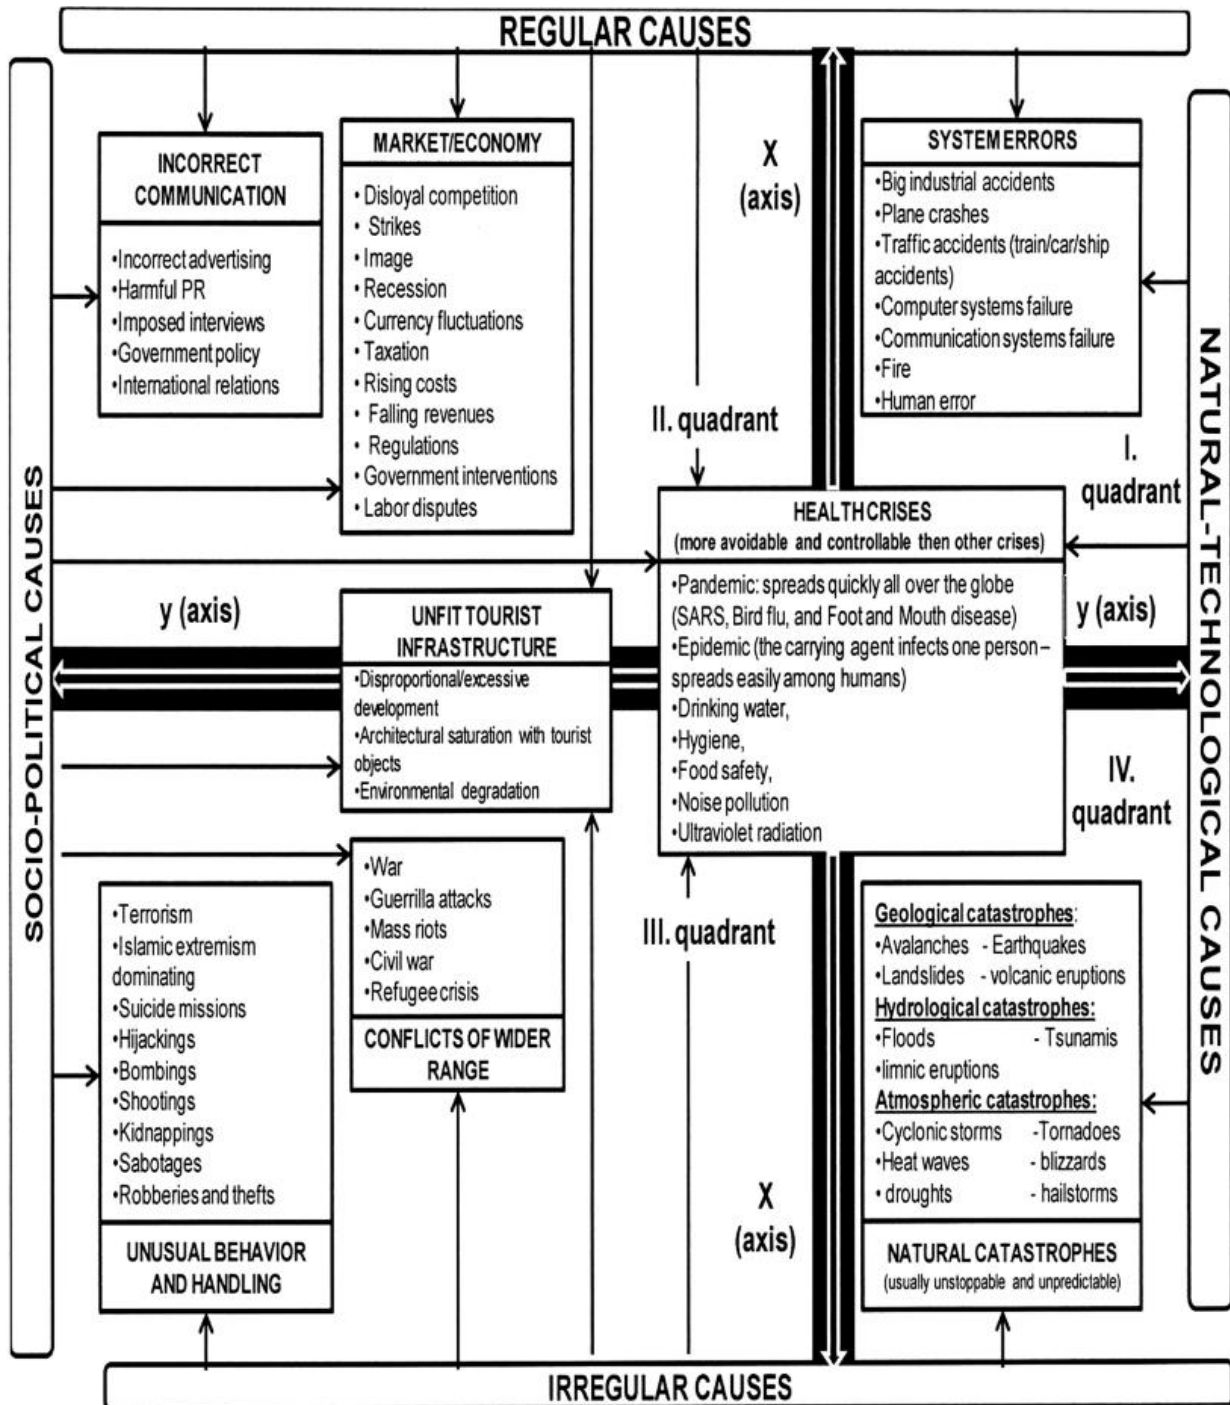 REGULAR CAUSES
SOCIO-POLITICAL CAUSES
INCORRECT
COMMUNICATION
•Incorrect advertising
•Harmful PR
•Imposed interviews
•Government policy
•International relations
MARKET/ECONOMY
• Disloyal competition
• Strikes
• Image
• Recession
• Currency fluctuations
• Taxation
• Rising costs
• Falling revenues
• Regulations
• Government interventions
• Labor disputes
X
(axis)
SYSTEM ERRORS
•Big industrial accidents
•Plane crashes
•Traffic accidents (train/car/ship
accidents)
•Computer systems failure
•Communication systems failure
•Fire
•Human error
II. quadrant
I.
quadrant
NATURAL-TECHNOLOGICAL CAUSES
HEALTH CRISES
(more avoidable and controllable then other crises)
•Pandemic: spreads quickly all over the globe
(SARS, Bird flu, and Foot and Mouth disease)
•Epidemic (the carrying agent infects one person –
spreads easily among humans)
•Drinking water,
•Hygiene,
•Food safety,
•Noise pollution
•Ultraviolet radiation
y (axis)
UNFIT TOURIST
INFRASTRUCTURE
•Disproportional/excessive
development
•Architectural saturation with tourist
objects
•Environmental degradation
y (axis)
IV.
quadrant
III. quadrant
•War
•Guerrilla attacks
•Mass riots
•Civil war
•Refugee crisis
CONFLICTS OF WIDER
RANGE
•Terrorism
•Islamic extremism
dominating
•Suicide missions
•Hijackings
•Bombings
•Shootings
•Kidnappings
•Sabotages
•Robberies and thefts
UNUSUAL BEHAVIOR
AND HANDLING
X
(axis)
Geological catastrophes:
•Avalanches - Earthquakes
•Landslides - volcanic eruptions
Hydrological catastrophes:
•Floods - Tsunamis
•limnic eruptions
Atmospheric catastrophes:
•Cyclonic storms -Tornadoes
•Heat waves - blizzards
• droughts - hailstorms
NATURAL CATASTROPHES
(usually unstoppable and unpredictable)
IRREGULAR CAUSES